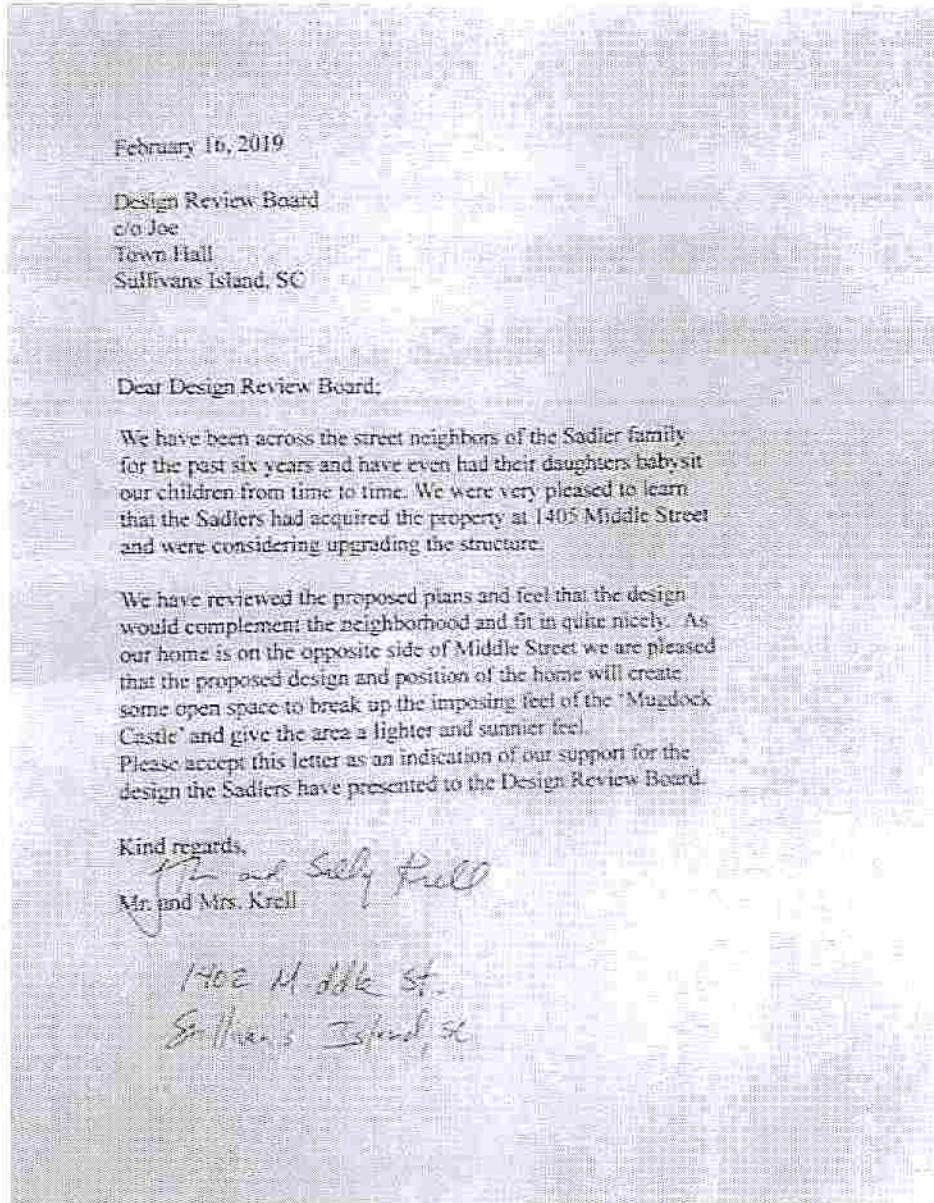 February 16, 2019
Design Review Board
c/o Joe
Town Hall
Sullivans Island, SC
Dear Design Review Board;
We have been across the street neighbors of the Sadler family
for the past six years and have even had their daughters babysit
our children from time to time. We were very pleased to learn
that the Sadlers had acquired the property at 1405 Middle Street
and were considering upgrading the structure.
We have reviewed the proposed plans and feel that the design
would complement the neighborhood and fit in quite nicely. As
our home is on the opposite side of Middle Street we are pleased
that the proposed design and position of the home will create
some open space to break up the imposing feel of the ‘Mugdock
Castle’ and give the area a lighter and sunnier feel.
Please accept this letter as an indication of our support for the
design the Sadlers have presented to the Design Review Board.
Kind regards,
and Sally Krell
Mr. and Mrs. Krell
1402 Middle St.
Sullivan's Island, SC